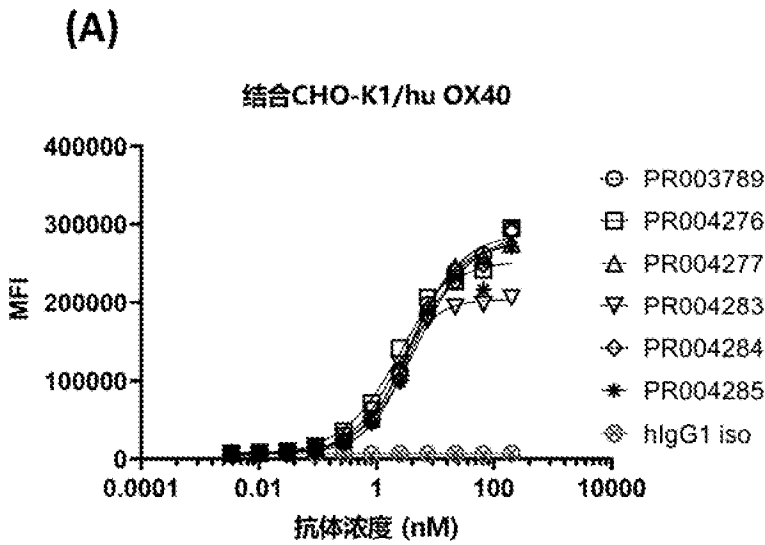 (A)
结合CHO-K1/hu OX40
400000
300000
200000
100000
0
MFI
0.0001
0.01
1
100
10000
抗体浓度 (nM)
PR003789
PR004276
PR004277
PR004283
PR004284
PR004285
hIgG1 iso